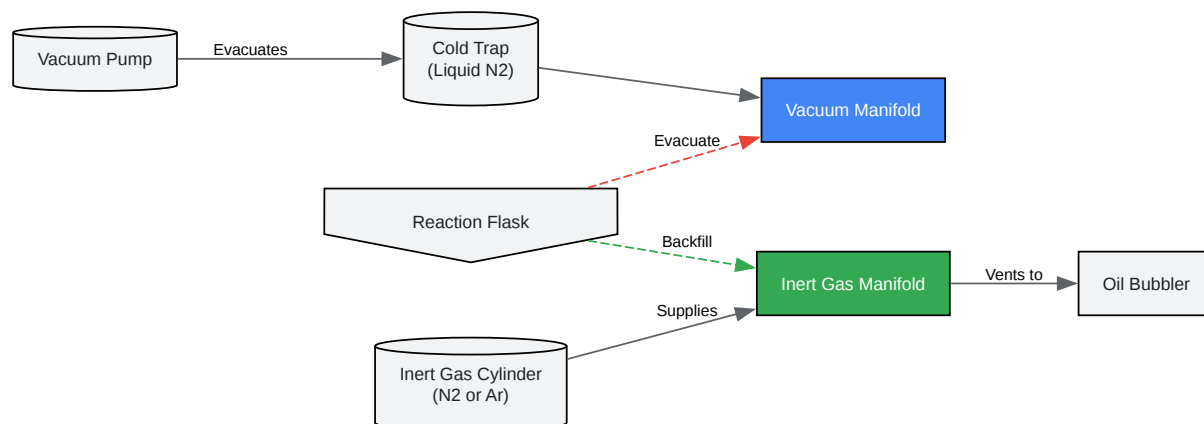 Vacuum Pump
Evacuates
Cold Trap
(Liquid N2)
Vacuum Manifold
Evacuate
Reaction Flask
Backfill
Inert Gas Manifold
Vents to
Oil Bubbler
Supplies
Inert Gas Cylinder
(N2 or Ar)